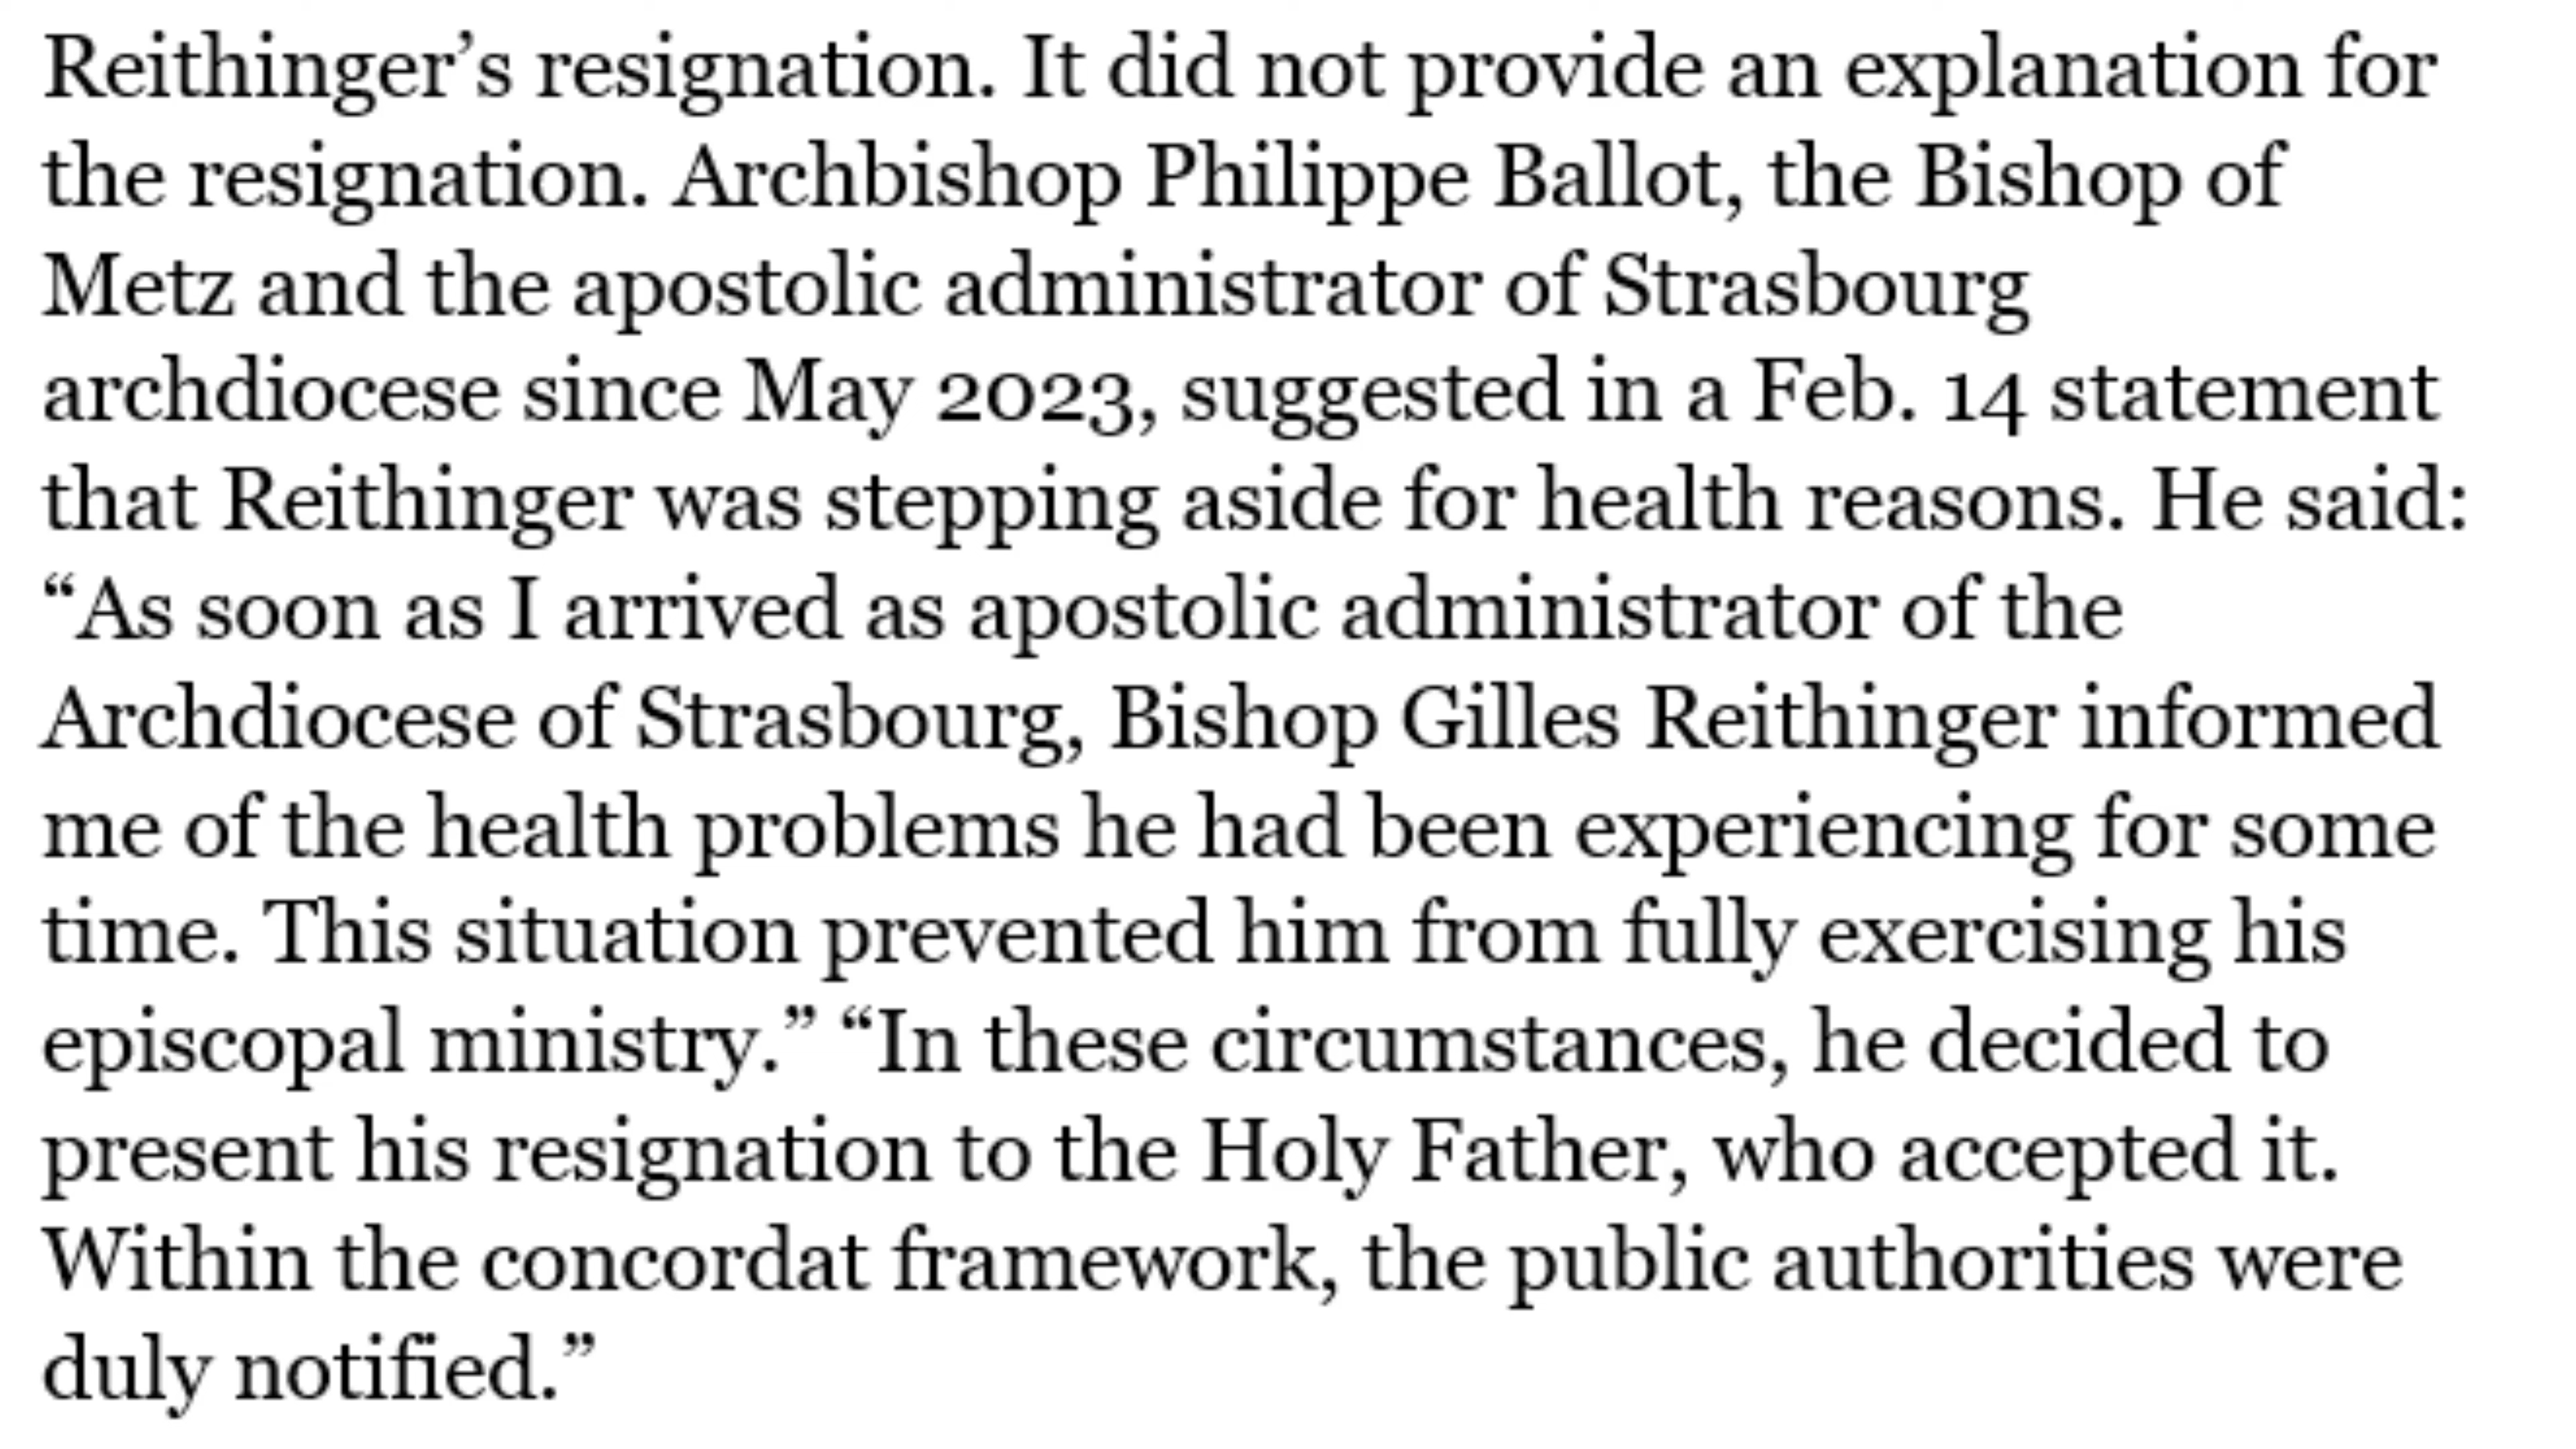 Reithinger’s resignation. It did not provide an explanation for
the resignation. Archbishop Philippe Ballot, the Bishop of
Metz and the apostolic administrator of Strasbourg
archdiocese since May 2023, suggested in a Feb. 14 statement
that Reithinger was stepping aside for health reasons. He said:
“As soon as I arrived as apostolic administrator of the
Archdiocese of Strasbourg, Bishop Gilles Reithinger informed
me of the health problems he had been experiencing for some
time. This situation prevented him from fully exercising his
episcopal ministry.” “In these circumstances, he decided to
present his resignation to the Holy Father, who accepted it.
Within the concordat framework, the public authorities were
duly notified.”